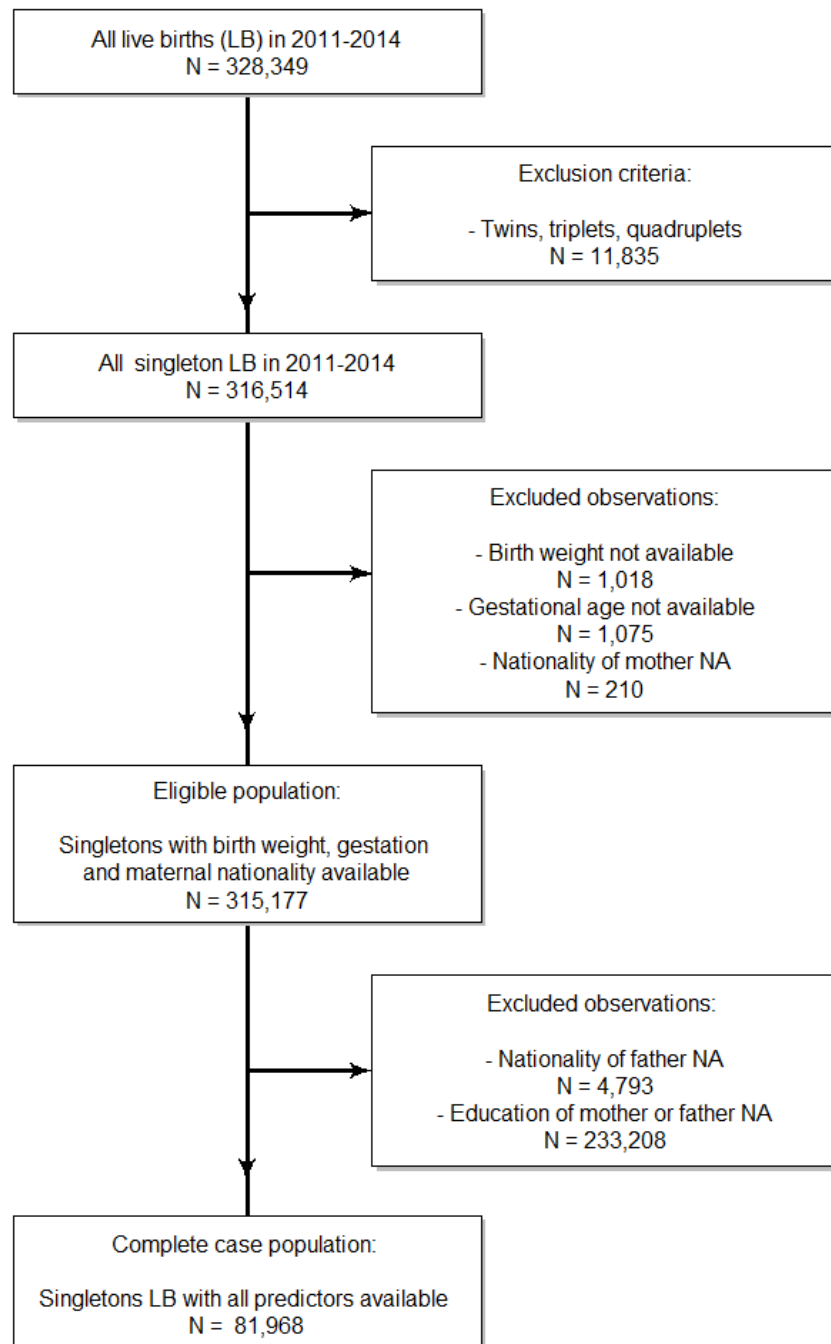 All live births (LB) in 2011-2014
N = 328,349
Exclusion criteria:
- Twins, triplets, quadruplets
N = 11,835
All singleton LB in 2011-2014
N = 316,514
Excluded observations:
- Birth weight not available
N = 1,018
- Gestational age not available
N = 1,075
- Nationality of mother NA
N = 210
Eligible population:
Singletons with birth weight, gestation
and maternal nationality available
N = 315,177
Excluded observations:
- Nationality of father NA
N = 4,793
- Education of mother or father NA
N = 233,208
Complete case population:
Singletons LB with all predictors available
N = 81,968